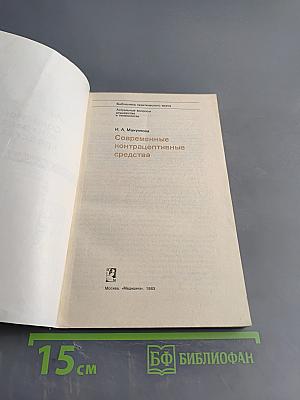 Библиотека практического врача
Актуальные вопросы
акушерства
и гинекологии
И. А. Мануилова
Современные
контрацептивные
средства
Москва. «Медицина». 1983
15 см
БФ БИБЛИОФАН